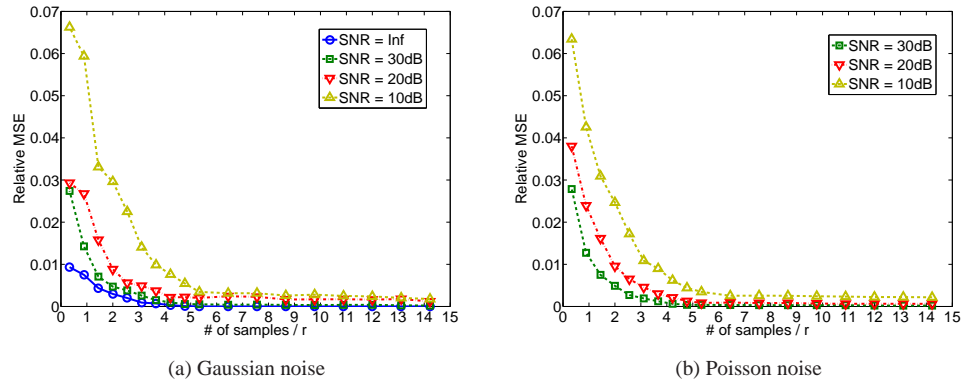 0.07
0.06
0.05
0.04
0.03
0.02
0.01
0
Relative MSE
SNR = Inf
SNR = 30dB
SNR = 20dB
SNR = 10dB
0 1 2 3 4 5 6 7 8 9 10 11 12 13 14 15
# of samples / r
(a) Gaussian noise
0.07
0.06
0.05
0.04
0.03
0.02
0.01
0
Relative MSE
SNR = 30dB
SNR = 20dB
SNR = 10dB
0 1 2 3 4 5 6 7 8 9 10 11 12 13 14 15
# of samples / r
(b) Poisson noise